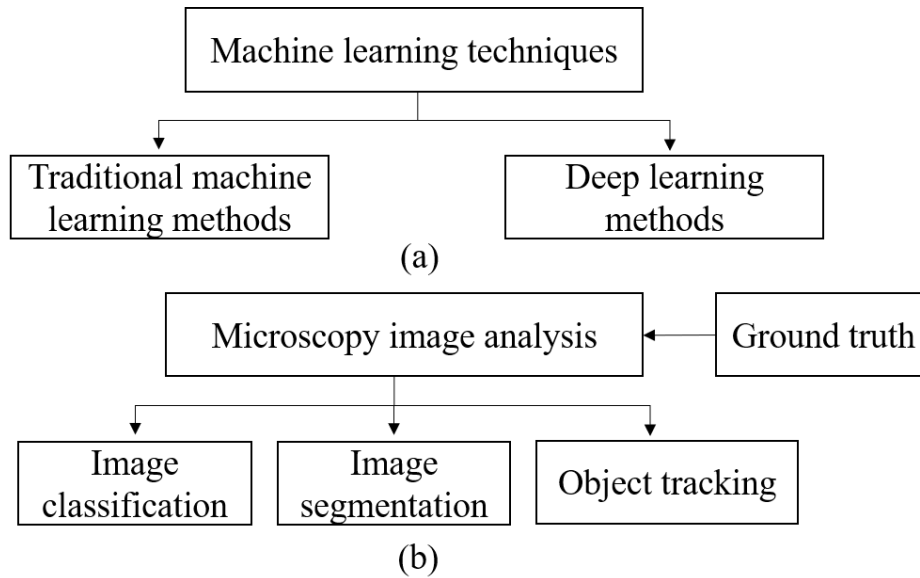 Machine learning techniques
Traditional machine
learning methods
Deep learning
methods
(a)
Microscopy image analysis
Ground truth
Image
classification
Image
segmentation
Object tracking
(b)